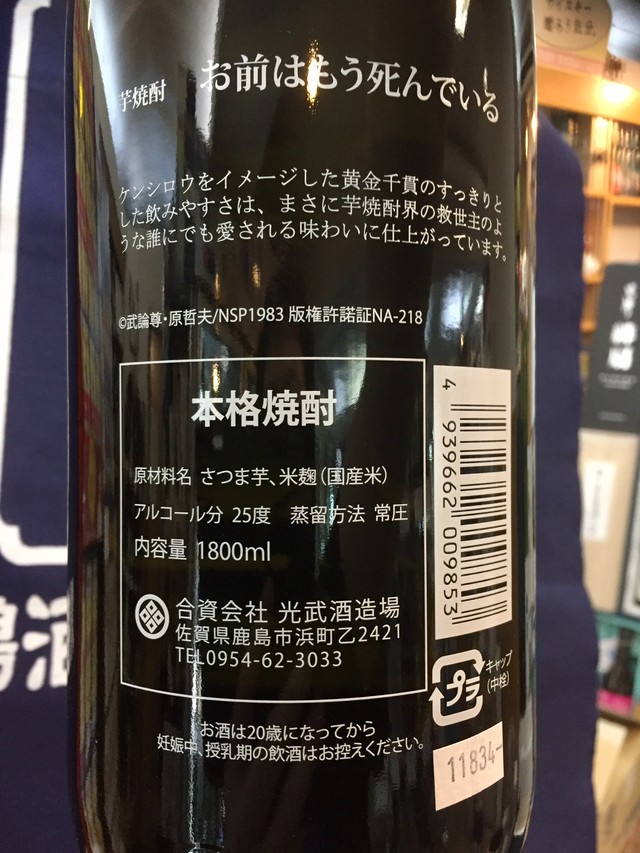 芋焼酎 お前はもう死んでいる
ケンシロウをイメージした黄金千貫のすっきりと
した飲みやすさは、まさに芋焼酎界の救世主のよ
うな誰にでも愛される味わいに仕上がっています。
©武論尊・原哲夫/NSP1983 版権許諾証NA-218
本格焼酎
原材料名 さつま芋、米麹（国産米）
アルコール分 25度 蒸留方法 常圧
内容量 1800ml
合資会社 光武酒造場
佐賀県鹿島市浜町乙2421
TEL0954-62-3033
4 939662 009853
プラ
キャップ
(中栓)
お酒は20歳になってから
妊娠中、授乳期の飲酒はお控えください。
11834-